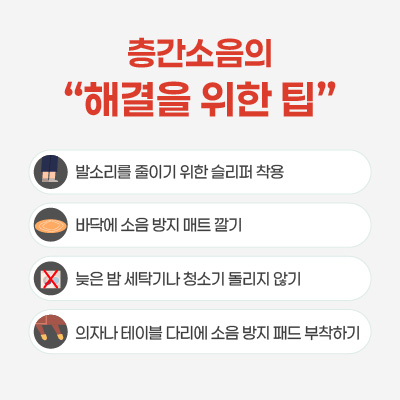 층간소음의
“해결을 위한 팁”
발소리를 줄이기 위한 슬리퍼 착용
바닥에 소음 방지 매트 깔기
늦은 밤 세탁기나 청소기 돌리지 않기
의자나 테이블 다리에 소음 방지 패드 부착하기